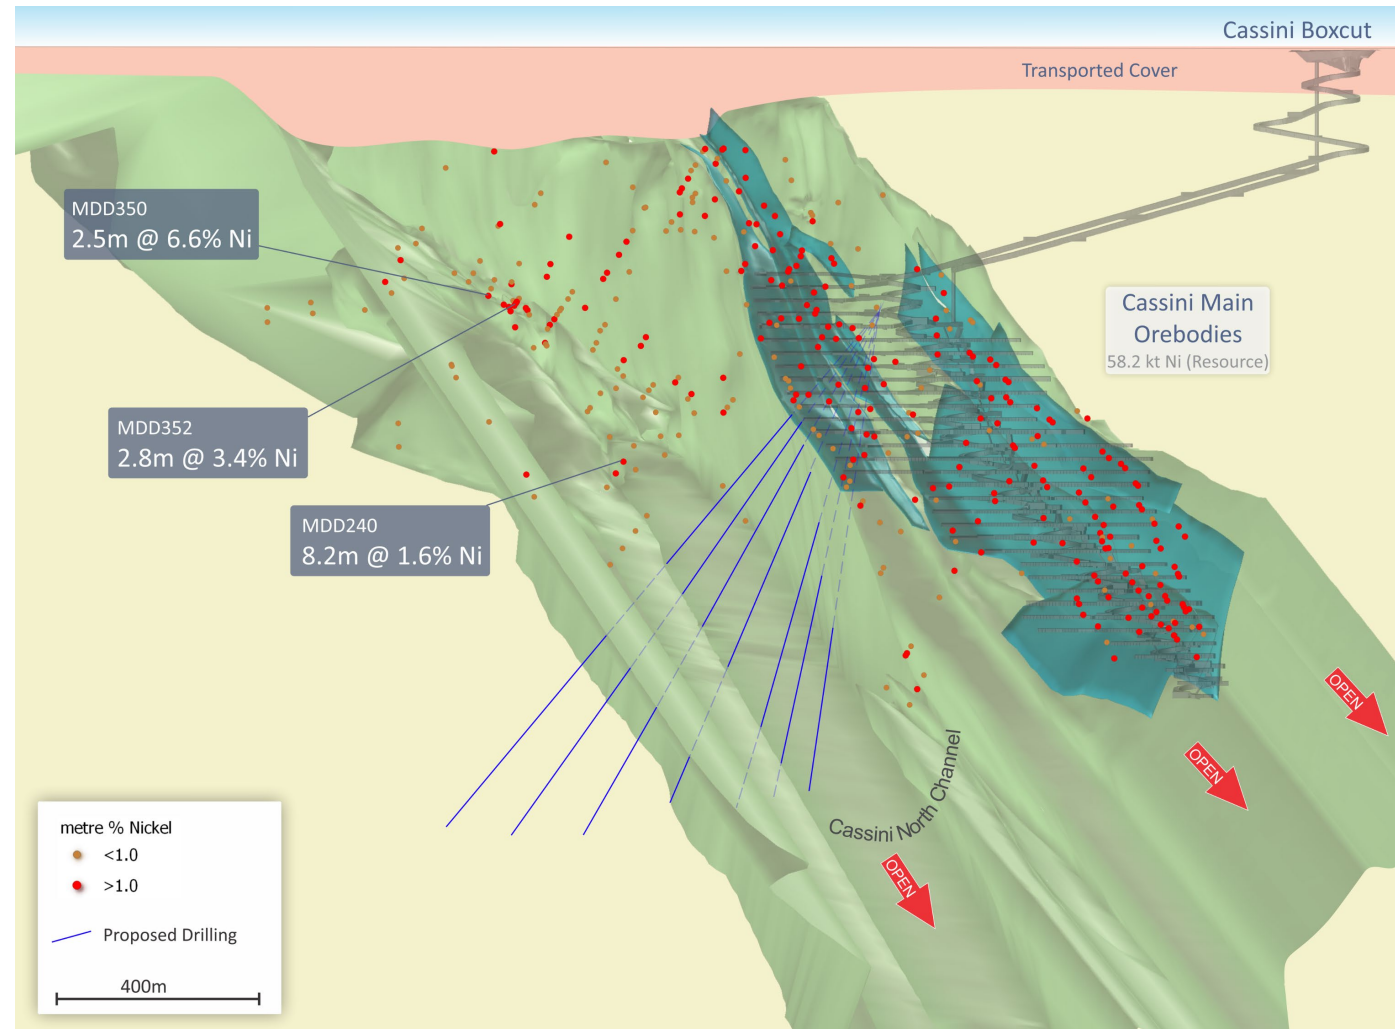 Cassini Boxcut
Transported Cover
MDD350
2.5m @ 6.6% Ni
Cassini Main
Orebodies
58.2 kt Ni (Resource)
MDD352
2.8m @ 3.4% Ni
MDD240
8.2m @ 1.6% Ni
OPEN
OPEN
Cassini North Channel
OPEN
metre % Nickel
<1.0
>1.0
Proposed Drilling
400m